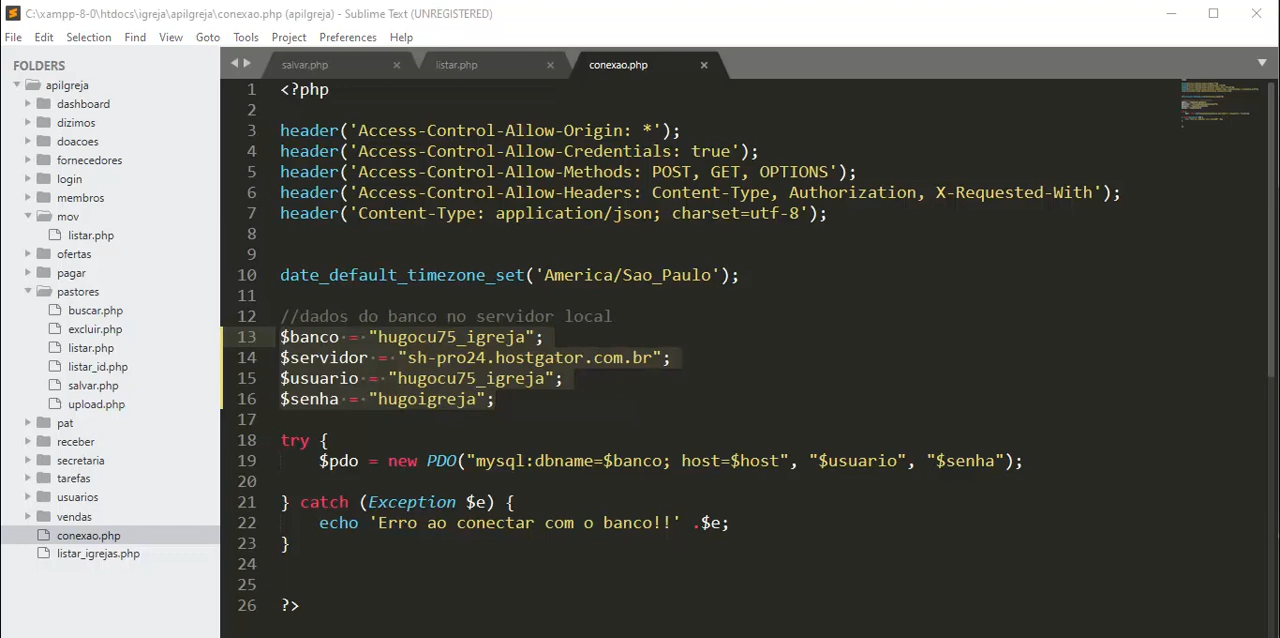 C:\xampp-8-0\htdocs\igreja\apiIgreja\conexao.php (apiIgreja) - Sublime Text (UNREGISTERED)
File Edit Selection Find View Goto Tools Project Preferences Help
FOLDERS
apiIgreja
dashboard
dizimos
doacoes
fornecedores
login
membros
mov
listar.php
ofertas
pagar
pastores
buscar.php
excluir.php
listar.php
listar_id.php
salvar.php
upload.php
pat
receber
secretaria
tarefas
usuarios
vendas
conexao.php
listar_igrejas.php
salvar.php × listar.php × conexao.php ×
1 <?php
2
3 header('Access-Control-Allow-Origin: *');
4 header('Access-Control-Allow-Credentials: true');
5 header('Access-Control-Allow-Methods: POST, GET, OPTIONS');
6 header('Access-Control-Allow-Headers: Content-Type, Authorization, X-Requested-With');
7 header('Content-Type: application/json; charset=utf-8');
8
9
10 date_default_timezone_set('America/Sao_Paulo');
11
12 //dados do banco no servidor local
13 $banco = "hugocu75_igreja";
14 $servidor = "sh-pro24.hostgator.com.br";
15 $usuario = "hugocu75_igreja";
16 $senha = "hugoigreja";
17
18 try {
19 $pdo = new PDO("mysql:dbname=$banco; host=$host", "$usuario", "$senha");
20
21 } catch (Exception $e) {
22 echo 'Erro ao conectar com o banco!!' .$e;
23 }
24
25
26 ?>